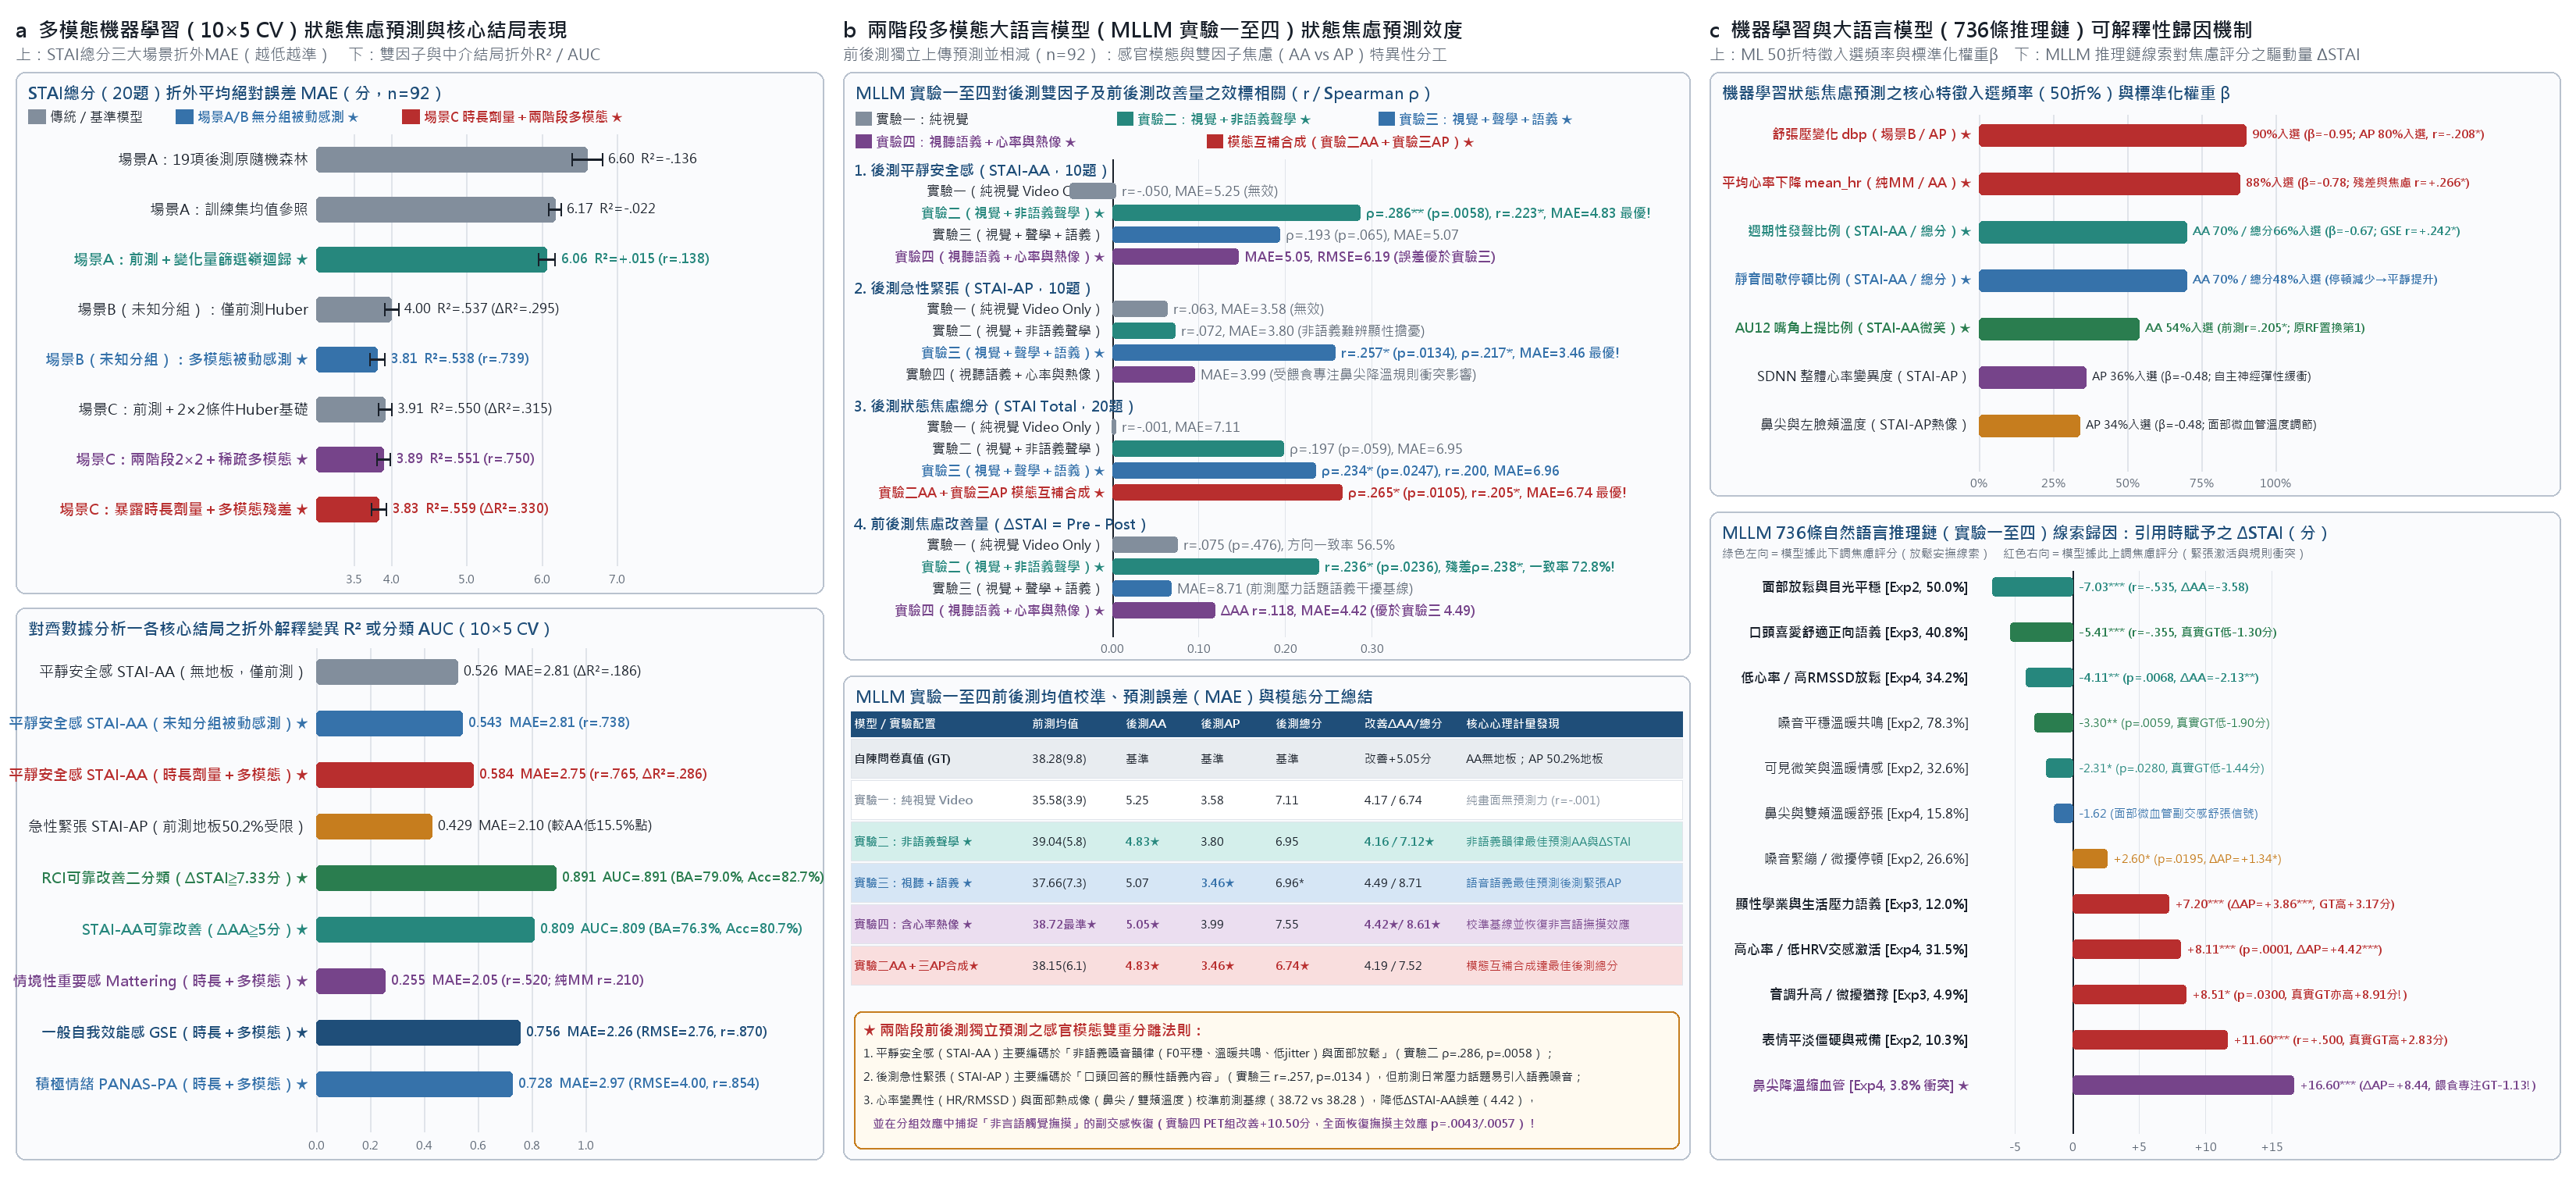 a 多模態機器學習（10×5 CV）狀態焦慮預測與核心結局表現
上：STAI總分三大場景折外MAE（越低越準） 下：雙因子與中介結局折外R² / AUC
STAI總分（20題）折外平均絕對誤差 MAE（分，n=92）
傳統 / 基準模型 場景A/B 無分組被動感測 ★ 場景C 時長劑量＋兩階段多模態 ★
場景A：19項後測原隨機森林 6.60 R²=-.136
場景A：訓練集均值參照 6.17 R²=-.022
場景A：前測＋變化量篩選嶺迴歸 ★ 6.06 R²=+.015 (r=.138)
場景B（未知分組）：僅前測Huber 4.00 R²=.537 (ΔR²=.295)
場景B（未知分組）：多模態被動感測 ★ 3.81 R²=.538 (r=.739)
場景C：前測＋2×2條件Huber基礎 3.91 R²=.550 (ΔR²=.315)
場景C：兩階段2×2＋稀疏多模態 ★ 3.89 R²=.551 (r=.750)
場景C：暴露時長劑量＋多模態殘差 ★ 3.83 R²=.559 (ΔR²=.330)
3.5 4.0 5.0 6.0 7.0
對齊數據分析一各核心結局之折外解釋變異 R² 或分類 AUC（10×5 CV）
平靜安全感 STAI-AA（無地板，僅前測） 0.526 MAE=2.81 (ΔR²=.186)
平靜安全感 STAI-AA（未知分組被動感測）★ 0.543 MAE=2.81 (r=.738)
平靜安全感 STAI-AA（時長劑量＋多模態）★ 0.584 MAE=2.75 (r=.765, ΔR²=.286)
急性緊張 STAI-AP（前測地板50.2%受限） 0.429 MAE=2.10 (較AA低15.5%點)
RCI可靠改善二分類（ΔSTAI≧7.33分）★ 0.891 AUC=.891 (BA=79.0%, Acc=82.7%)
STAI-AA可靠改善（ΔAA≧5分）★ 0.809 AUC=.809 (BA=76.3%, Acc=80.7%)
情境性重要感 Mattering（時長＋多模態）★ 0.255 MAE=2.05 (r=.520; 純MM r=.210)
一般自我效能感 GSE（時長＋多模態）★ 0.756 MAE=2.26 (RMSE=2.76, r=.870)
積極情緒 PANAS-PA（時長＋多模態）★ 0.728 MAE=2.97 (RMSE=4.00, r=.854)
0.0 0.2 0.4 0.6 0.8 1.0
b 兩階段多模態大語言模型（MLLM 實驗一至四）狀態焦慮預測效度
前後測獨立上傳預測並相減（n=92）：感官模態與雙因子焦慮（AA vs AP）特異性分工
MLLM 實驗一至四對後測雙因子及前後測改善量之效標相關（r / Spearman ρ）
實驗一：純視覺 實驗二：視覺＋非語義聲學 ★ 實驗三：視覺＋聲學＋語義 ★
實驗四：視聽語義＋心率與熱像 ★ 模態互補合成（實驗二AA＋實驗三AP）★
1. 後測平靜安全感（STAI-AA，10題）
實驗一（純視覺 Video r=-.050, MAE=5.25 (無效)
實驗二（視覺＋非語義聲學）★ ρ=.286** (p=.0058), r=.223*, MAE=4.83 最優!
實驗三（視覺＋聲學＋語義） ρ=.193 (p=.065), MAE=5.07
實驗四（視聽語義＋心率與熱像）★ MAE=5.05, RMSE=6.19 (誤差優於實驗三)
2. 後測急性緊張（STAI-AP，10題）
實驗一（純視覺 Video Only） r=.063, MAE=3.58 (無效)
實驗二（視覺＋非語義聲學） r=.072, MAE=3.80 (非語義難辨顯性擔憂)
實驗三（視覺＋聲學＋語義）★ r=.257* (p=.0134), ρ=.217*, MAE=3.46 最優!
實驗四（視聽語義＋心率與熱像） MAE=3.99 (受餵食專注鼻尖降溫規則衝突影響)
3. 後測狀態焦慮總分（STAI Total，20題）
實驗一（純視覺 Video Only） r=-.001, MAE=7.11
實驗二（視覺＋非語義聲學） ρ=.197 (p=.059), MAE=6.95
實驗三（視覺＋聲學＋語義）★ ρ=.234* (p=.0247), r=.200, MAE=6.96
實驗二AA＋實驗三AP 模態互補合成 ★ ρ=.265* (p=.0105), r=.205*, MAE=6.74 最優!
4. 前後測焦慮改善量（ΔSTAI = Pre - Post）
實驗一（純視覺 Video Only） r=.075 (p=.476), 方向一致率 56.5%
實驗二（視覺＋非語義聲學）★ r=.236* (p=.0236), 殘差ρ=.238*, 一致率 72.8%!
實驗三（視覺＋聲學＋語義） MAE=8.71 (前測壓力話題語義干擾基線)
實驗四（視聽語義＋心率與熱像）★ ΔAA r=.118, MAE=4.42 (優於實驗三 4.49)
0.00 0.10 0.20 0.30
MLLM 實驗一至四前後測均值校準、預測誤差（MAE）與模態分工總結
模型 / 實驗配置 前測均值 後測AA 後測AP 後測總分 改善ΔAA/總分 核心心理計量發現
自陳問卷真值 (GT) 38.28(9.8) 基準 基準 基準 改善+5.05分 AA無地板；AP 50.2%地板
實驗一：純視覺 Video 35.58(3.9) 5.25 3.58 7.11 4.17 / 6.74 純畫面無預測力 (r=-.001)
實驗二：非語義聲學 ★ 39.04(5.8) 4.83★ 3.80 6.95 4.16 / 7.12★ 非語義韻律最佳預測AA與ΔSTAI
實驗三：視聽＋語義 ★ 37.66(7.3) 5.07 3.46★ 6.96* 4.49 / 8.71 語音語義最佳預測後測緊張AP
實驗四：含心率熱像 ★ 38.72最準★ 5.05★ 3.99 7.55 4.42★/ 8.61★ 校準基線並恢復非言語撫摸效應
實驗二AA＋三AP合成★ 38.15(6.1) 4.83★ 3.46★ 6.74★ 4.19 / 7.52 模態互補合成達最佳後測總分
★ 兩階段前後測獨立預測之感官模態雙重分離法則：
1. 平靜安全感（STAI-AA）主要編碼於「非語義嗓音韻律（F0平穩、溫暖共鳴、低jitter）與面部放鬆」（實驗二 ρ=.286, p=.0058）；
2. 後測急性緊張（STAI-AP）主要編碼於「口頭回答的顯性語義內容」（實驗三 r=.257, p=.0134），但前測日常壓力話題易引入語義噪音；
3. 心率變異性（HR/RMSSD）與面部熱成像（鼻尖 / 雙頰溫度）校準前測基線（38.72 vs 38.28），降低ΔSTAI-AA誤差（4.42），
並在分組效應中捕捉「非言語觸覺撫摸」的副交感恢復（實驗四 PET組改善+10.50分，全面恢復撫摸主效應 p=.0043/.0057）！
c 機器學習與大語言模型（736條推理鏈）可解釋性歸因機制
上：ML 50折特徵入選頻率與標準化權重β 下：MLLM 推理鏈線索對焦慮評分之驅動量 ΔSTAI
機器學習狀態焦慮預測之核心特徵入選頻率（50折%）與標準化權重 β
舒張壓變化 dbp（場景B / AP）★ 90%入選 (β=-0.95; AP 80%入選, r=-.208*)
平均心率下降 mean_hr（純MM / AA）★ 88%入選 (β=-0.78; 殘差與焦慮 r=+.266*)
週期性發聲比例（STAI-AA / 總分）★ AA 70% / 總分66%入選 (β=-0.67; GSE r=+.242*)
靜音間歇停頓比例（STAI-AA / 總分）★ AA 70% / 總分48%入選 (停頓減少→平靜提升)
AU12 嘴角上提比例（STAI-AA微笑）★ AA 54%入選 (前測r=.205*; 原RF置換第1)
SDNN 整體心率變異度（STAI-AP） AP 36%入選 (β=-0.48; 自主神經彈性緩衝)
鼻尖與左臉頰溫度（STAI-AP熱像） AP 34%入選 (β=-0.48; 面部微血管溫度調節)
0% 25% 50% 75% 100%
MLLM 736條自然語言推理鏈（實驗一至四）線索歸因：引用時賦予之 ΔSTAI（分）
綠色左向＝模型據此下調焦慮評分（放鬆安撫線索） 紅色右向＝模型據此上調焦慮評分（緊張激活與規則衝突）
面部放鬆與目光平穩 [Exp2, 50.0%] -7.03*** (r=-.535, ΔAA=-3.58)
口頭喜愛舒適正向語義 [Exp3, 40.8%] -5.41*** (r=-.355, 真實GT低-1.30分)
低心率 / 高RMSSD放鬆 [Exp4, 34.2%] -4.11** (p=.0068, ΔAA=-2.13**)
嗓音平穩溫暖共鳴 [Exp2, 78.3%] -3.30** (p=.0059, 真實GT低-1.90分)
可見微笑與溫暖情感 [Exp2, 32.6%] -2.31* (p=.0280, 真實GT低-1.44分)
鼻尖與雙頰溫暖舒張 [Exp4, 15.8%] -1.62 (面部微血管副交感舒張信號)
嗓音緊繃 / 微擾停頓 [Exp2, 26.6%] +2.60* (p=.0195, ΔAP=+1.34*)
顯性學業與生活壓力語義 [Exp3, 12.0%] +7.20*** (ΔAP=+3.86***, GT高+3.17分)
高心率 / 低HRV交感激活 [Exp4, 31.5%] +8.11*** (p=.0001, ΔAP=+4.42***)
音調升高 / 微擾猶豫 [Exp3, 4.9%] +8.51* (p=.0300, 真實GT亦高+8.91分!)
表情平淡僵硬與戒備 [Exp2, 10.3%] +11.60*** (r=+.500, 真實GT高+2.83分)
鼻尖降溫縮血管 [Exp4, 3.8% 衝突] ★ +16.60*** (ΔAP=+8.44, 餵食專注GT-1.13!)
-5 0 +5 +10 +15